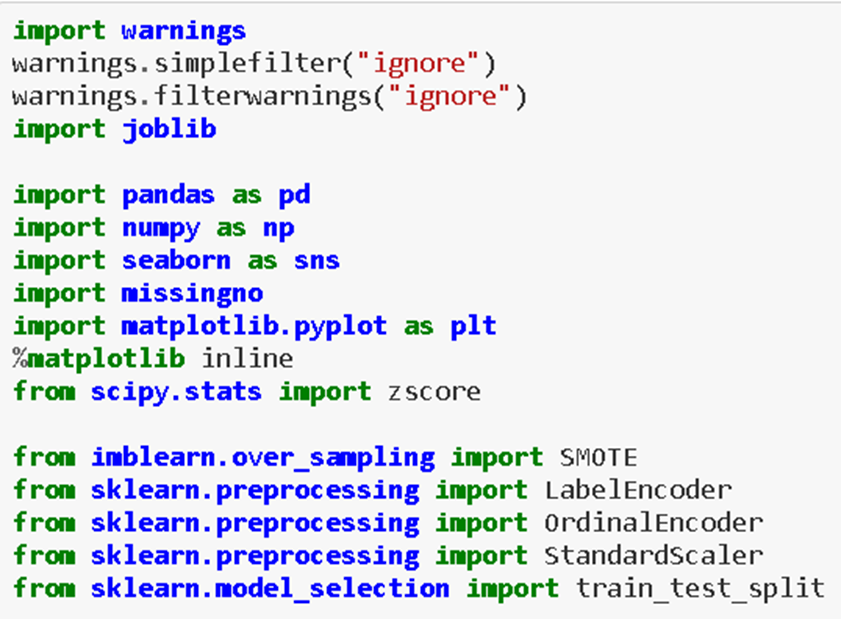 import warnings
warnings.simplefilter("ignore")
warnings.filterwarnings("ignore")
import joblib
import pandas as pd
import numpy as np
import seaborn as sns
import missingno
import matplotlib.pyplot as plt
%matplotlib inline
from scipy.stats import zscore
from imblearn.over_sampling import SMOTE
from sklearn.preprocessing import LabelEncoder
from sklearn.preprocessing import OrdinalEncoder
from sklearn.preprocessing import StandardScaler
from sklearn.model_selection import train_test_split